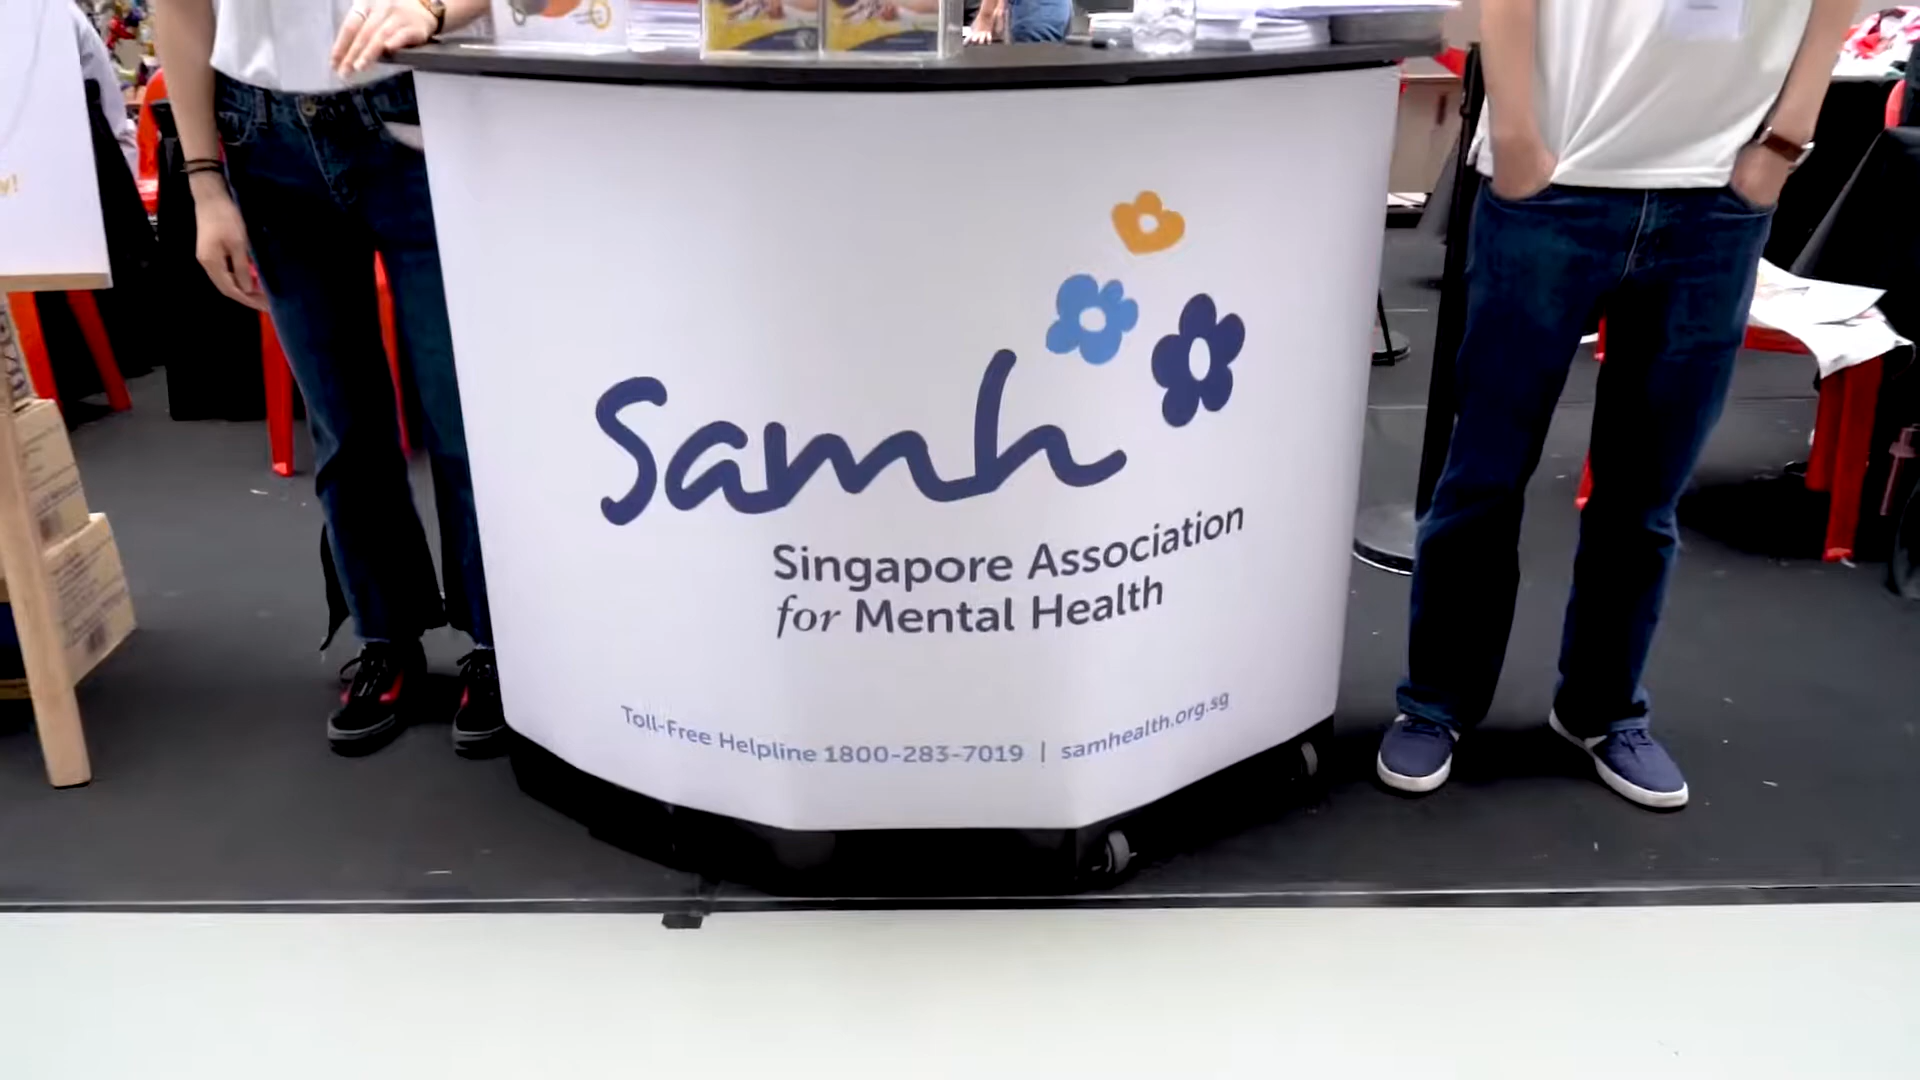 Samh
Singapore Association
for Mental Health
Toll-Free Helpline 1800-283-7019 | samhealth.org.sg